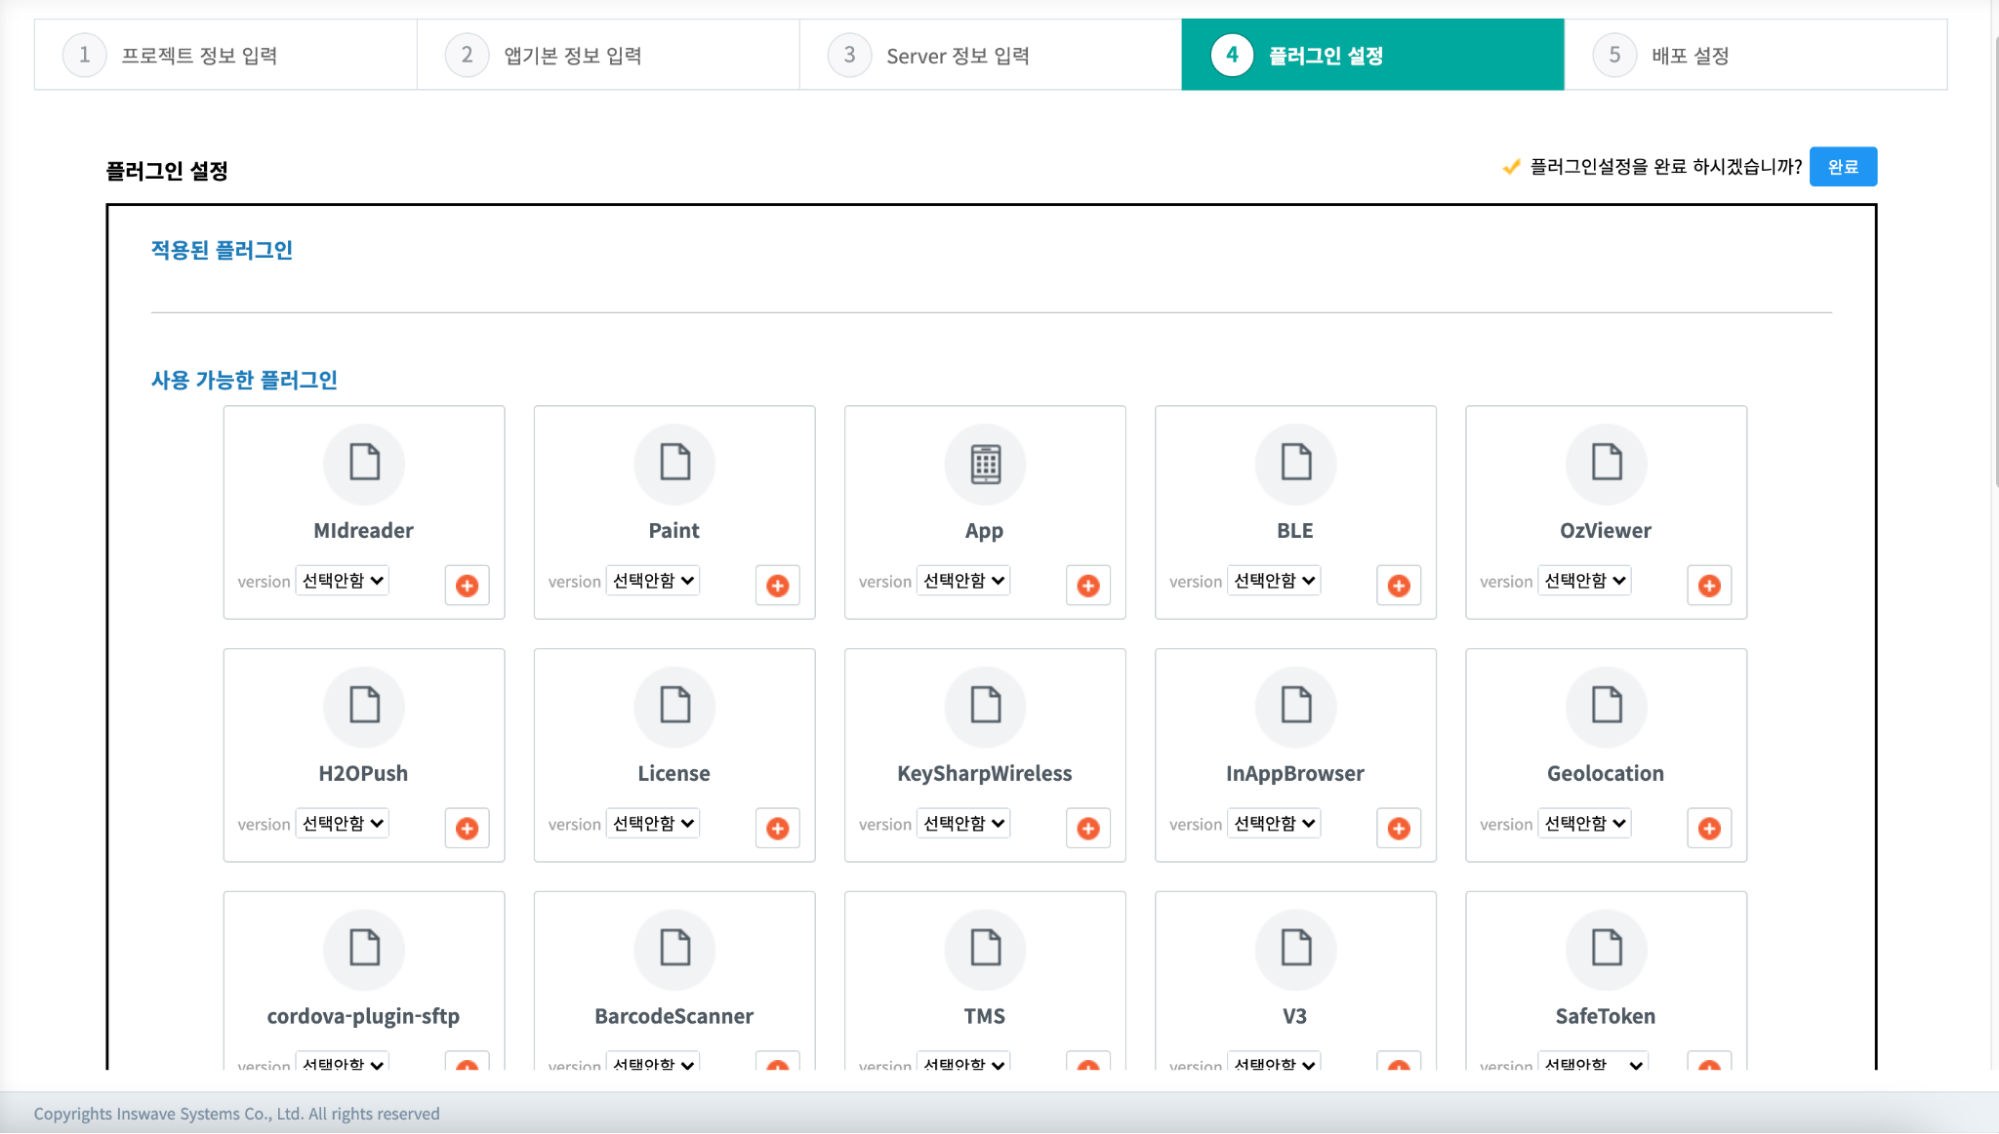 1 프로젝트 정보 입력 2 앱기본 정보 입력 3 Server 정보 입력 4 플러그인 설정 5 배포 설정
플러그인 설정 플러그인설정을 완료 하시겠습니까? 완료
적용된 플러그인
사용 가능한 플러그인
MIdreader Paint App BLE OzViewer
version 선택안함 version 선택안함 version 선택안함 version 선택안함 version 선택안함
H2OPush License KeySharpWireless InAppBrowser Geolocation
version 선택안함 version 선택안함 version 선택안함 version 선택안함 version 선택안함
cordova-plugin-sftp BarcodeScanner TMS V3 SafeToken
version 선택안함 version 선택안함 version 선택안함 version 선택안함 version 선택안함
Copyrights Inswave Systems Co., Ltd. All rights reserved